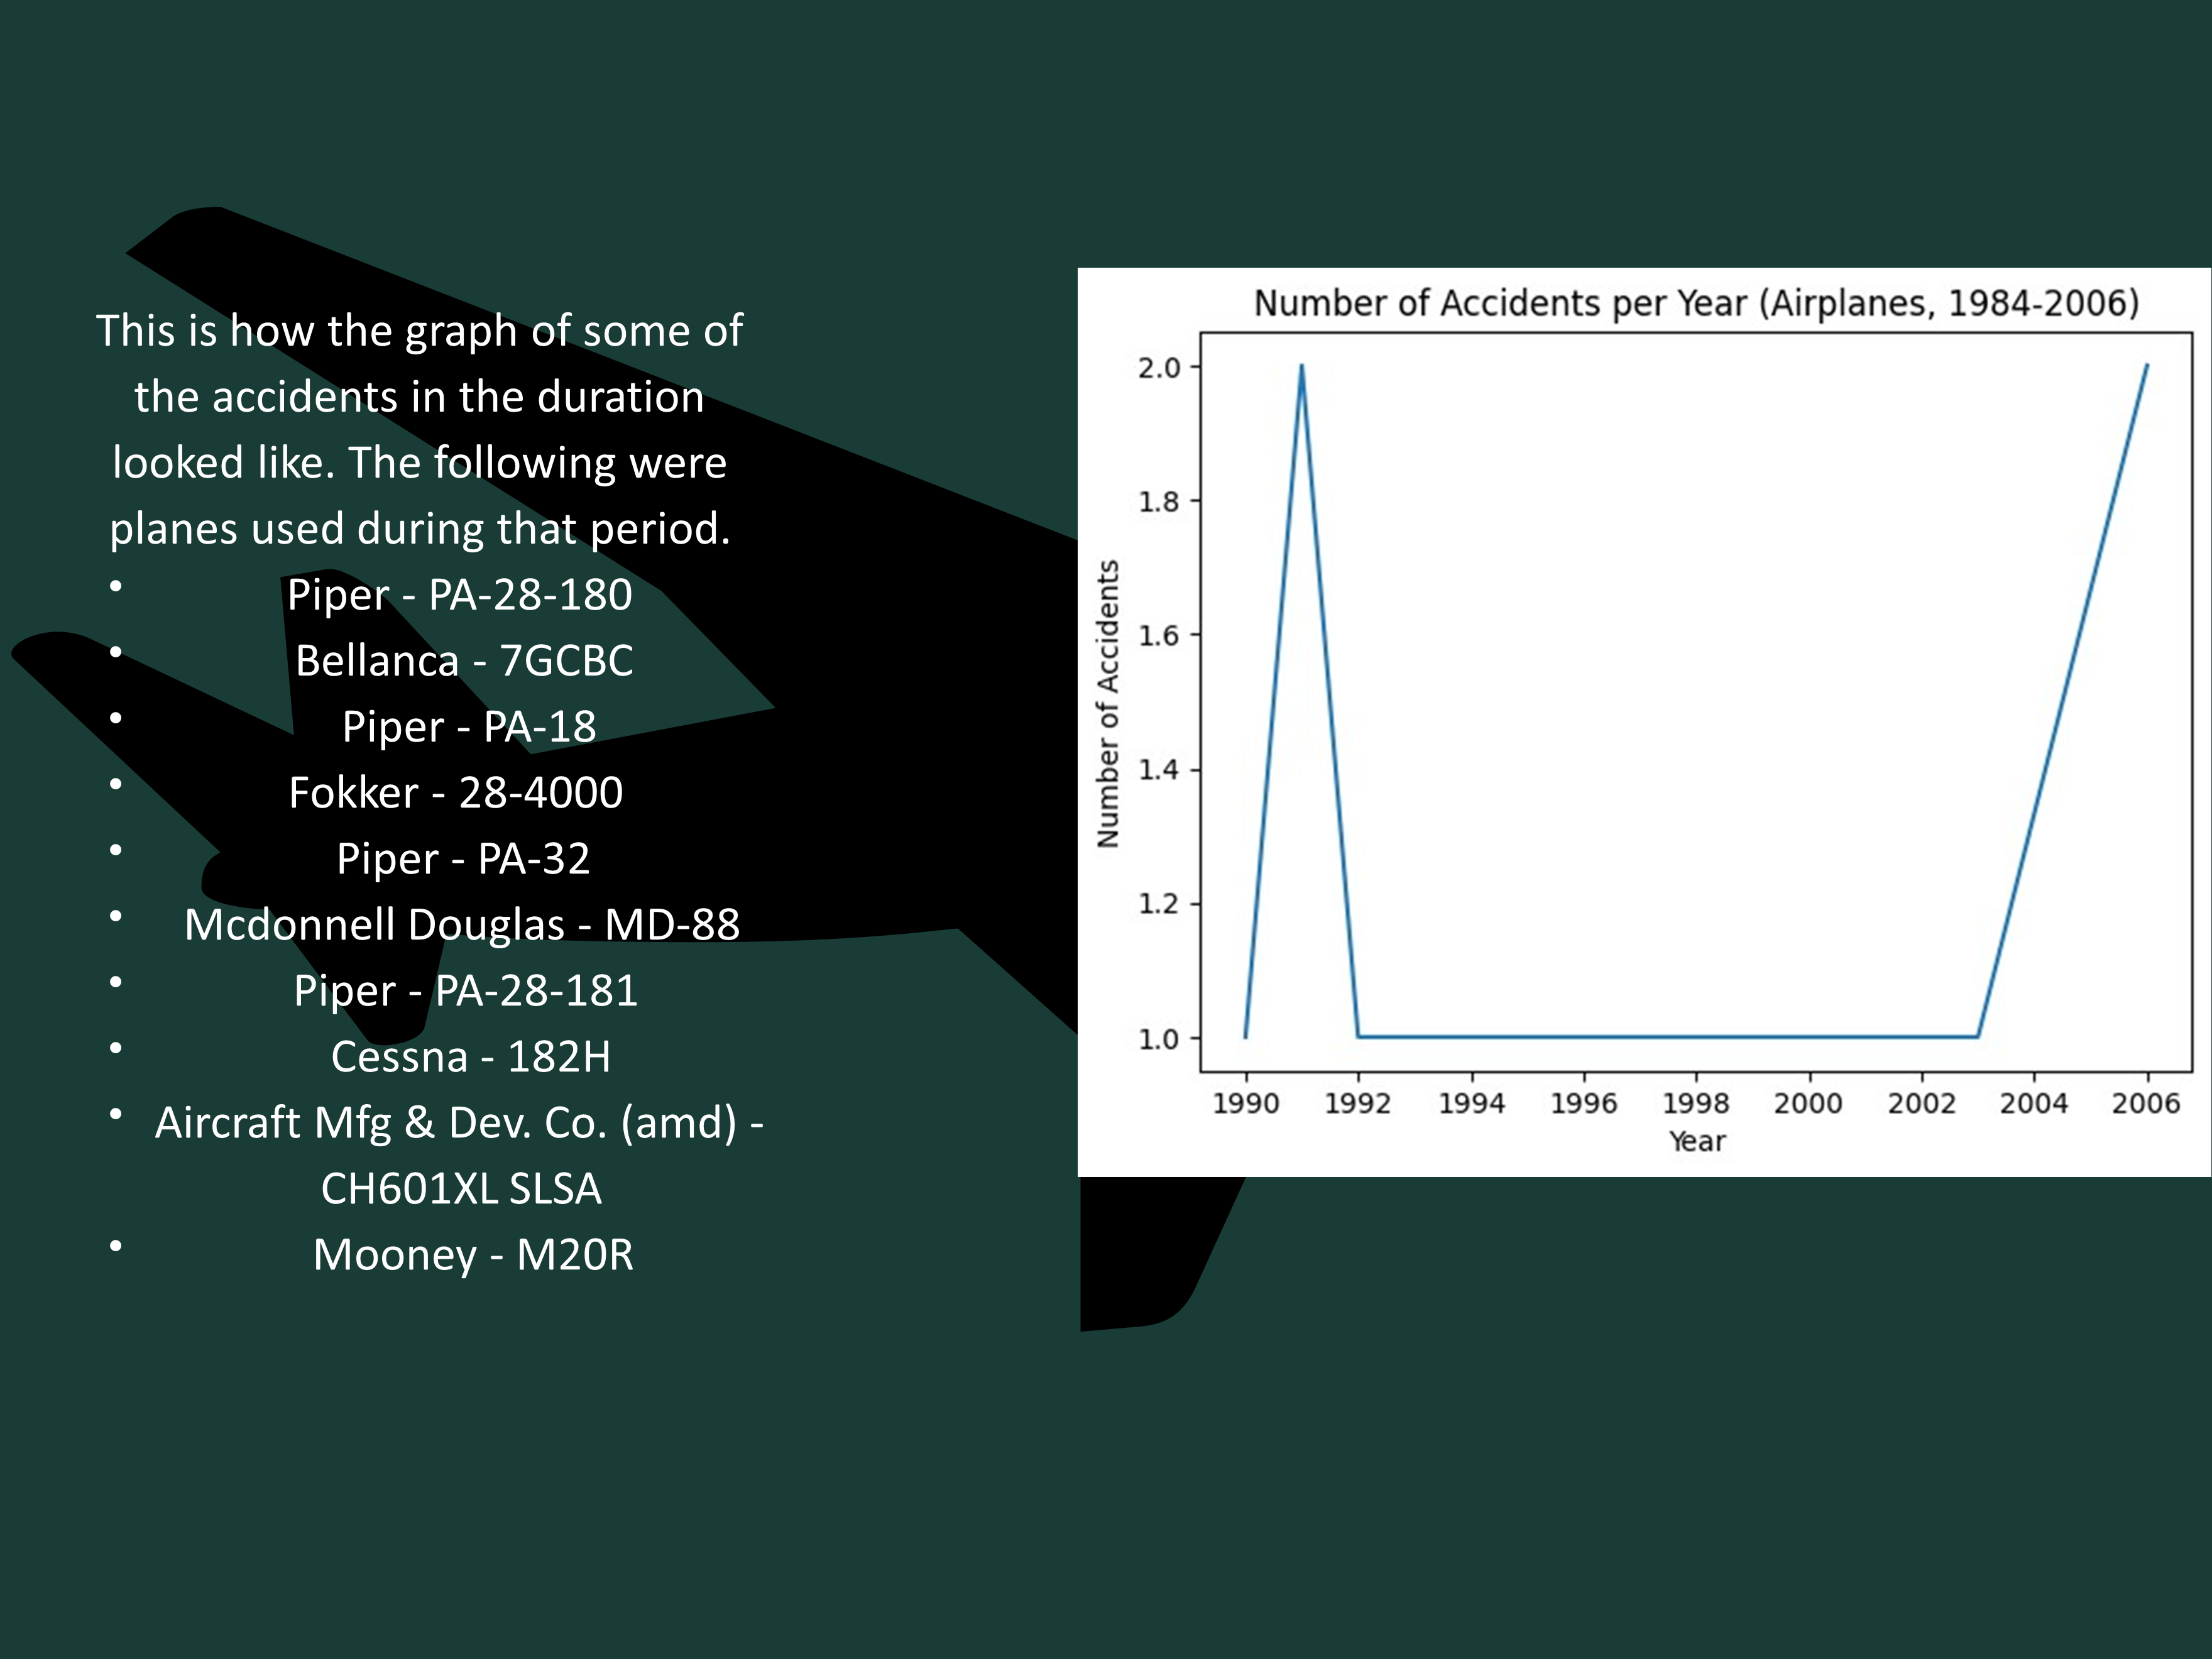 This is how the graph of some of
the accidents in the duration
looked like. The following were
planes used during that period.
• Piper - PA-28-180
• Bellanca - 7GCBC
• Piper - PA-18
• Fokker - 28-4000
• Piper - PA-32
• Mcdonnell Douglas - MD-88
• Piper - PA-28-181
• Cessna - 182H
• Aircraft Mfg & Dev. Co. (amd) -
CH601XL SLSA
• Mooney - M20R
Number of Accidents per Year (Airplanes, 1984-2006)
Number of Accidents
2.0
1.8
1.6
1.4
1.2
1.0
1990 1992 1994 1996 1998 2000 2002 2004 2006
Year